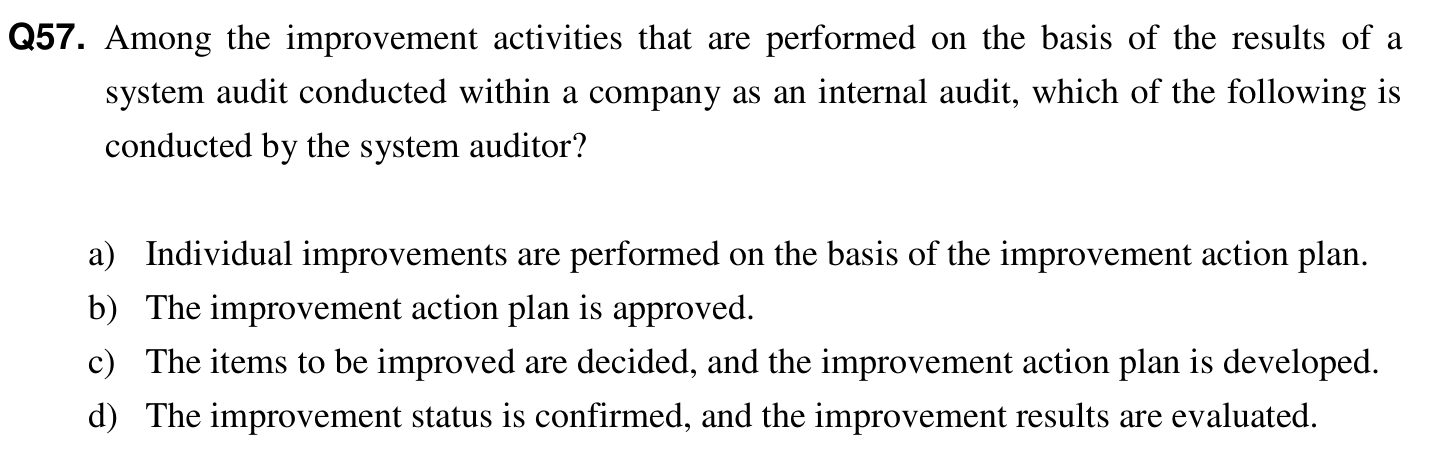 Q57. Among the improvement activities that are performed on the basis of the results of a
system audit conducted within a company as an internal audit, which of the following is
conducted by the system auditor?
a) Individual improvements are performed on the basis of the improvement action plan.
b) The improvement action plan is approved.
c) The items to be improved are decided, and the improvement action plan is developed.
d) The improvement status is confirmed, and the improvement results are evaluated.